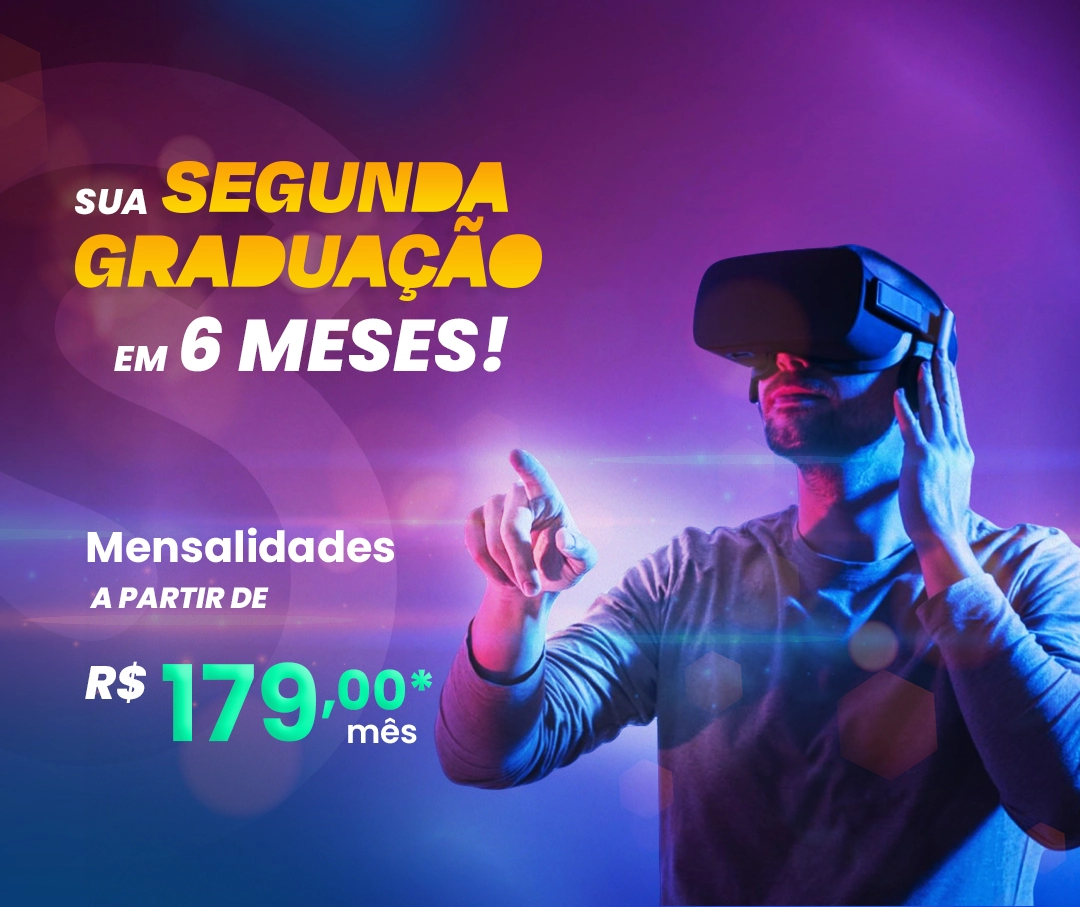 SUA SEGUNDA
GRADUAÇÃO
EM 6 MESES!
Mensalidades
A PARTIR DE
R$ 179,00*
mês